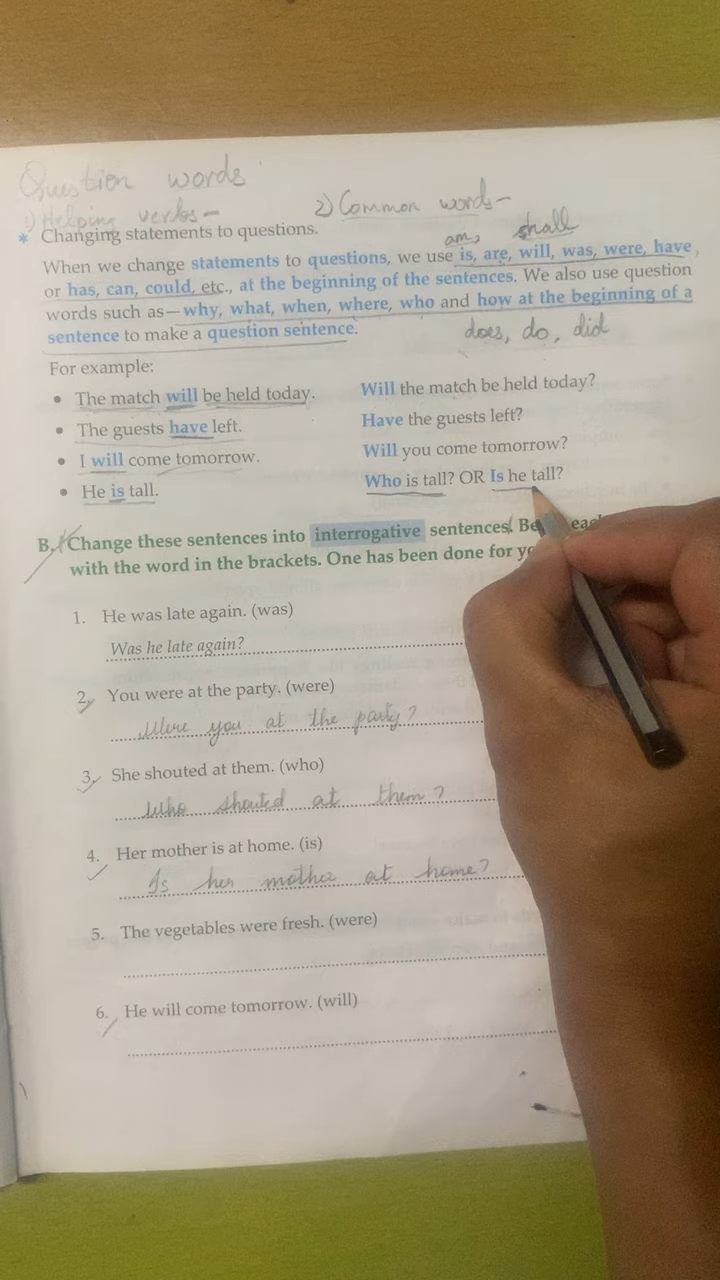 Question words
1) Helping verbs-
2) Common words-
* Changing statements to questions.
am, shall
When we change statements to questions, we use is, are, will, was, were, have,
or has, can, could, etc., at the beginning of the sentences. We also use question
words such as—why, what, when, where, who and how at the beginning of a
sentence to make a question sentence.
does, do, did
For example:
• The match will be held today. Will the match be held today?
• The guests have left. Have the guests left?
• I will come tomorrow. Will you come tomorrow?
• He is tall. Who is tall? OR Is he tall?
B. Change these sentences into interrogative sentences.
with the word in the brackets. One has been done for
1. He was late again. (was)
Was he late again?
2. You were at the party. (were)
Were you at the party?
3. She shouted at them. (who)
Who shouted at them?
4. Her mother is at home. (is)
Is her mother at home?
5. The vegetables were fresh. (were)
6. He will come tomorrow. (will)